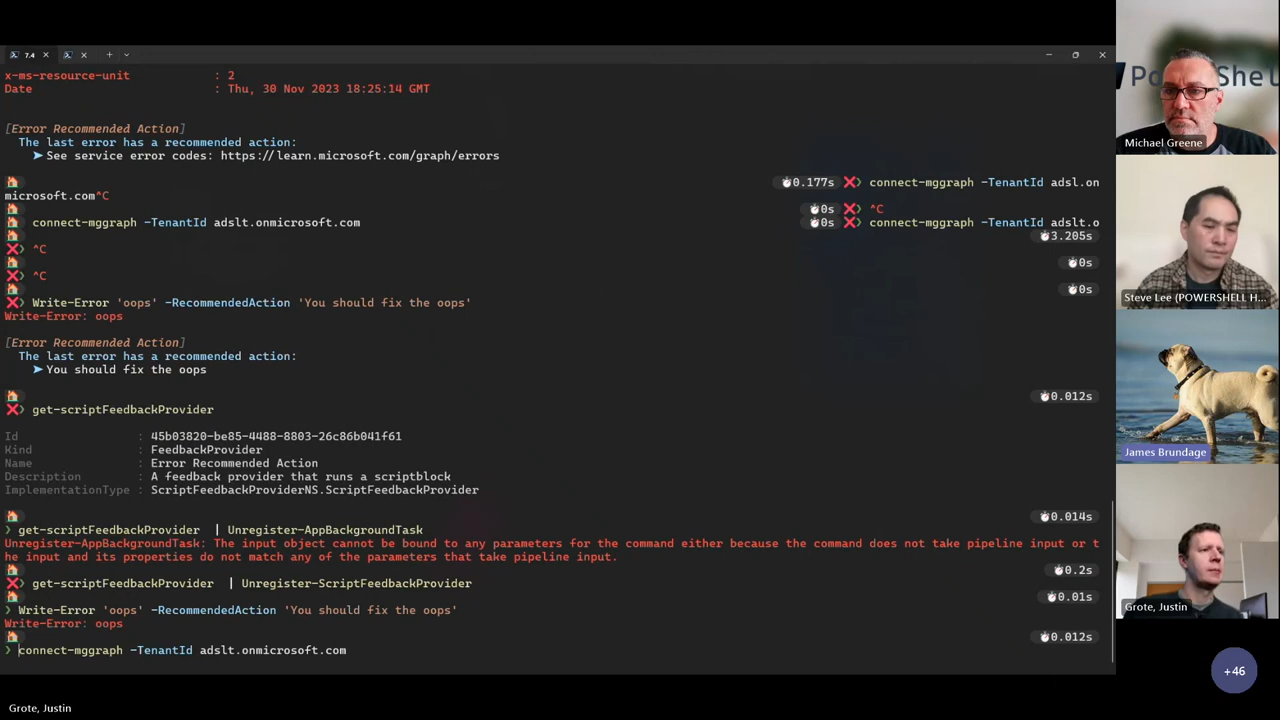 7.4
x-ms-resource-unit : 2
Date : Thu, 30 Nov 2023 18:25:14 GMT
[Error Recommended Action]
The last error has a recommended action:
➤ See service error codes: https://learn.microsoft.com/graph/errors
0.177s ❌❯ connect-mggraph -TenantId adsl.on
microsoft.com^C
0s ❌❯ ^C
connect-mggraph -TenantId adslt.onmicrosoft.com 0s ❌❯ connect-mggraph -TenantId adslt.o
3.205s
❌❯ ^C
0s
❌❯ ^C
0s
❌❯ Write-Error 'oops' -RecommendedAction 'You should fix the oops'
Write-Error: oops
[Error Recommended Action]
The last error has a recommended action:
➤ You should fix the oops
0.012s
❌❯ get-scriptFeedbackProvider
Id : 45b03820-be85-4488-8803-26c86b041f61
Kind : FeedbackProvider
Name : Error Recommended Action
Description : A feedback provider that runs a scriptblock
ImplementationType : ScriptFeedbackProviderNS.ScriptFeedbackProvider
0.014s
❯ get-scriptFeedbackProvider | Unregister-AppBackgroundTask
Unregister-AppBackgroundTask: The input object cannot be bound to any parameters for the command either because the command does not take pipeline input or t
he input and its properties do not match any of the parameters that take pipeline input.
0.2s
❌❯ get-scriptFeedbackProvider | Unregister-ScriptFeedbackProvider
0.01s
❯ Write-Error 'oops' -RecommendedAction 'You should fix the oops'
Write-Error: oops
0.012s
❯ connect-mggraph -TenantId adslt.onmicrosoft.com
Grote, Justin
PowerShell
Michael Greene
Steve Lee (POWERSHELL H...
James Brundage
Grote, Justin
+46